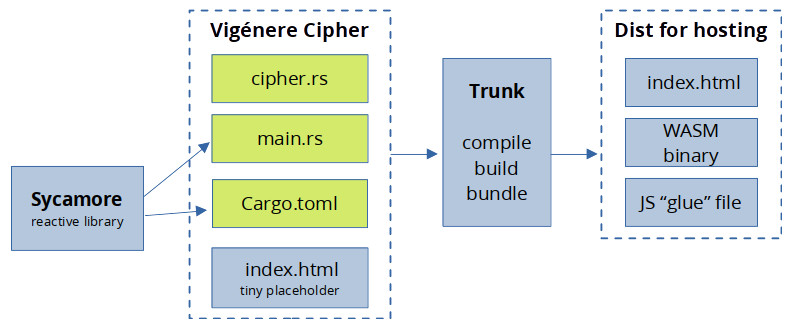 Sycamore
reactive library
Vigénere Cipher
cipher.rs
main.rs
Cargo.toml
index.html
tiny placeholder
Trunk
compile
build
bundle
Dist for hosting
index.html
WASM
binary
JS “glue” file